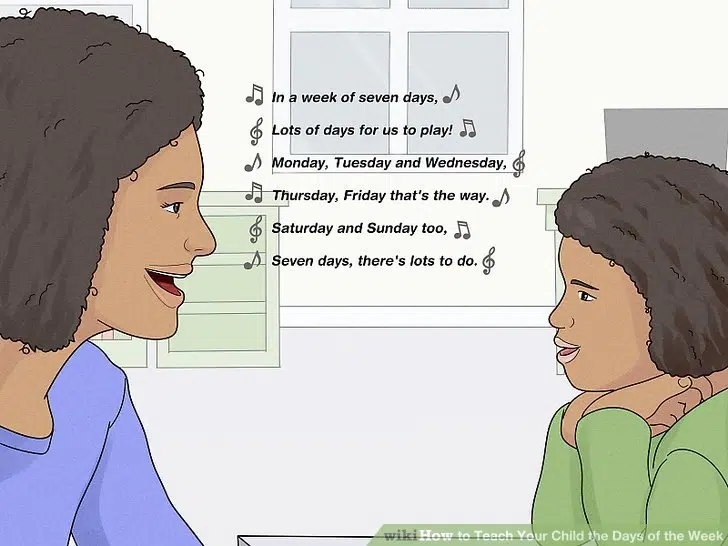 In a week of seven days,
Lots of days for us to play!
Monday, Tuesday and Wednesday,
Thursday, Friday that's the way.
Saturday and Sunday too,
Seven days, there's lots to do.
wikiHow to Teach Your Child the Days of the Week